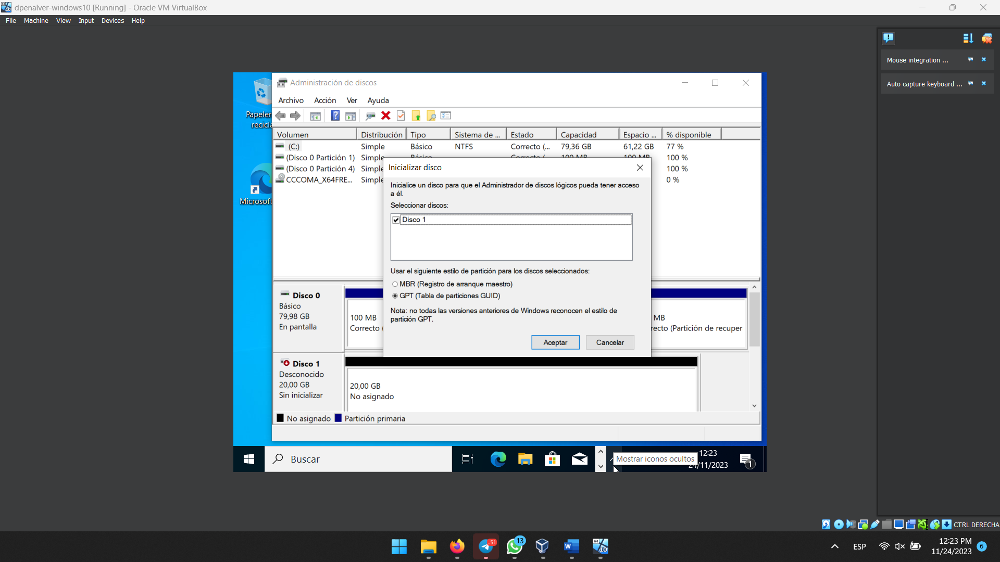 dpenalver-windows10 [Running] - Oracle VM VirtualBox
File Machine View Input Devices Help
Mouse integration ...
Auto capture keyboard ...
Administración de discos
Archivo Acción Ver Ayuda
Volumen Distribución Tipo Sistema de ... Estado Capacidad Espacio ... % disponible
(C:) Simple Básico NTFS Correcto (... 79,36 GB 61,22 GB 77 %
(Disco 0 Partición 1) Simple Básico Correcto (... 100 MB 100 MB 100 %
(Disco 0 Partición 4) Simple 100 %
CCCOMA_X64FRE... Simple 0 %
Papeler
recicla
Microsoft
Inicializar disco
Inicialice un disco para que el Administrador de discos lógicos pueda tener acceso
a él.
Seleccionar discos:
Disco 1
Usar el siguiente estilo de partición para los discos seleccionados:
MBR (Registro de arranque maestro)
GPT (Tabla de particiones GUID)
Nota: no todas las versiones anteriores de Windows reconocen el estilo de
partición GPT.
Aceptar Cancelar
Disco 0
Básico
79,98 GB
En pantalla
100 MB
Correcto (
MB
recto (Partición de recuper
Disco 1
Desconocido
20,00 GB
Sin inicializar
20,00 GB
No asignado
No asignado Partición primaria
Buscar
Mostrar iconos ocultos
12:23
24/11/2023
1
CTRL DERECHA
51
13
W
64
10
ESP
12:23 PM
11/24/2023
6